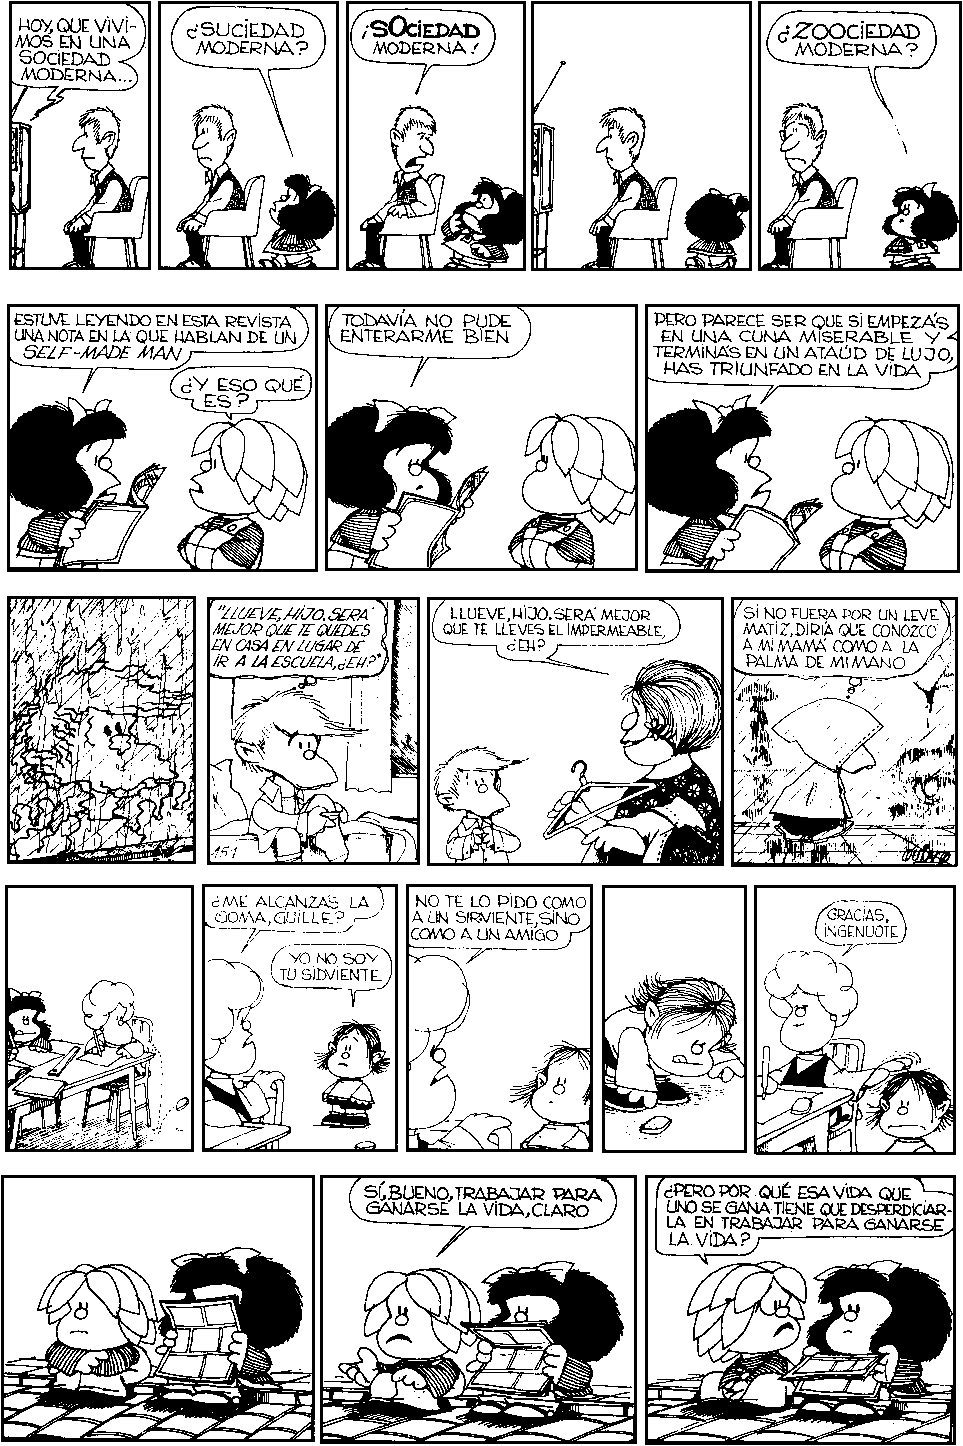 HOY, QUE VIVI-
MOS EN UNA
SOCIEDAD
MODERNA...
¿SUCIEDAD
MODERNA?
¡SOCIEDAD
MODERNA!
¿ZOOCIEDAD
MODERNA?
ESTUVE LEYENDO EN ESTA REVISTA
UNA NOTA EN LA QUE HABLAN DE UN
SELF-MADE MAN
¿Y ESO QUÉ
ES?
TODAVÍA NO PUDE
ENTERARME BIEN
PERO PARECE SER QUE SI EMPEZÁS
EN UNA CUNA MISERABLE Y
TERMINÁS EN UN ATAÚD DE LUJO,
HAS TRIUNFADO EN LA VIDA
"LLUEVE, HIJO, SERÁ
MEJOR QUE TE QUEDES
EN CASA EN LUGAR DE
IR A LA ESCUELA, ¿EH?"
151
LLUEVE, HIJO. SERÁ MEJOR
QUE TE LLEVES EL IMPERMEABLE,
¿EH?
SI NO FUERA POR UN LEVE
MATIZ, DIRÍA QUE CONOZCO
A MI MAMÁ COMO A LA
PALMA DE MI MANO
QUINO
¿ME ALCANZAS LA
GOMA, GUILLE?
YO NO SOY
TU SIDVIENTE
NO TE LO PIDO COMO
A UN SIRVIENTE, SINO
COMO A UN AMIGO
GRACIAS,
INGENUOTE
SÍ, BUENO, TRABAJAR PARA
GANARSE LA VIDA, CLARO
¿PERO POR QUÉ ESA VIDA QUE
UNO SE GANA TIENE QUE DESPERDICIAR-
LA EN TRABAJAR PARA GANARSE
LA VIDA?